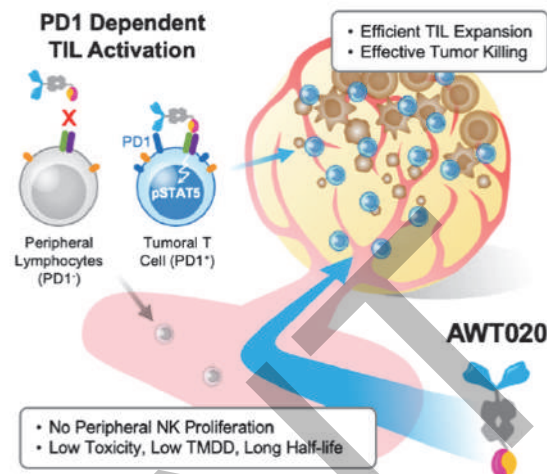 PD1 Dependent
TIL Activation
• Efficient TIL Expansion
• Effective Tumor Killing
X
PD1
pSTAT5
Peripheral
Lymphocytes
(PD1⁻)
Tumoral T
Cell (PD1⁺)
AWT020
• No Peripheral NK Proliferation
• Low Toxicity, Low TMDD, Long Half-life